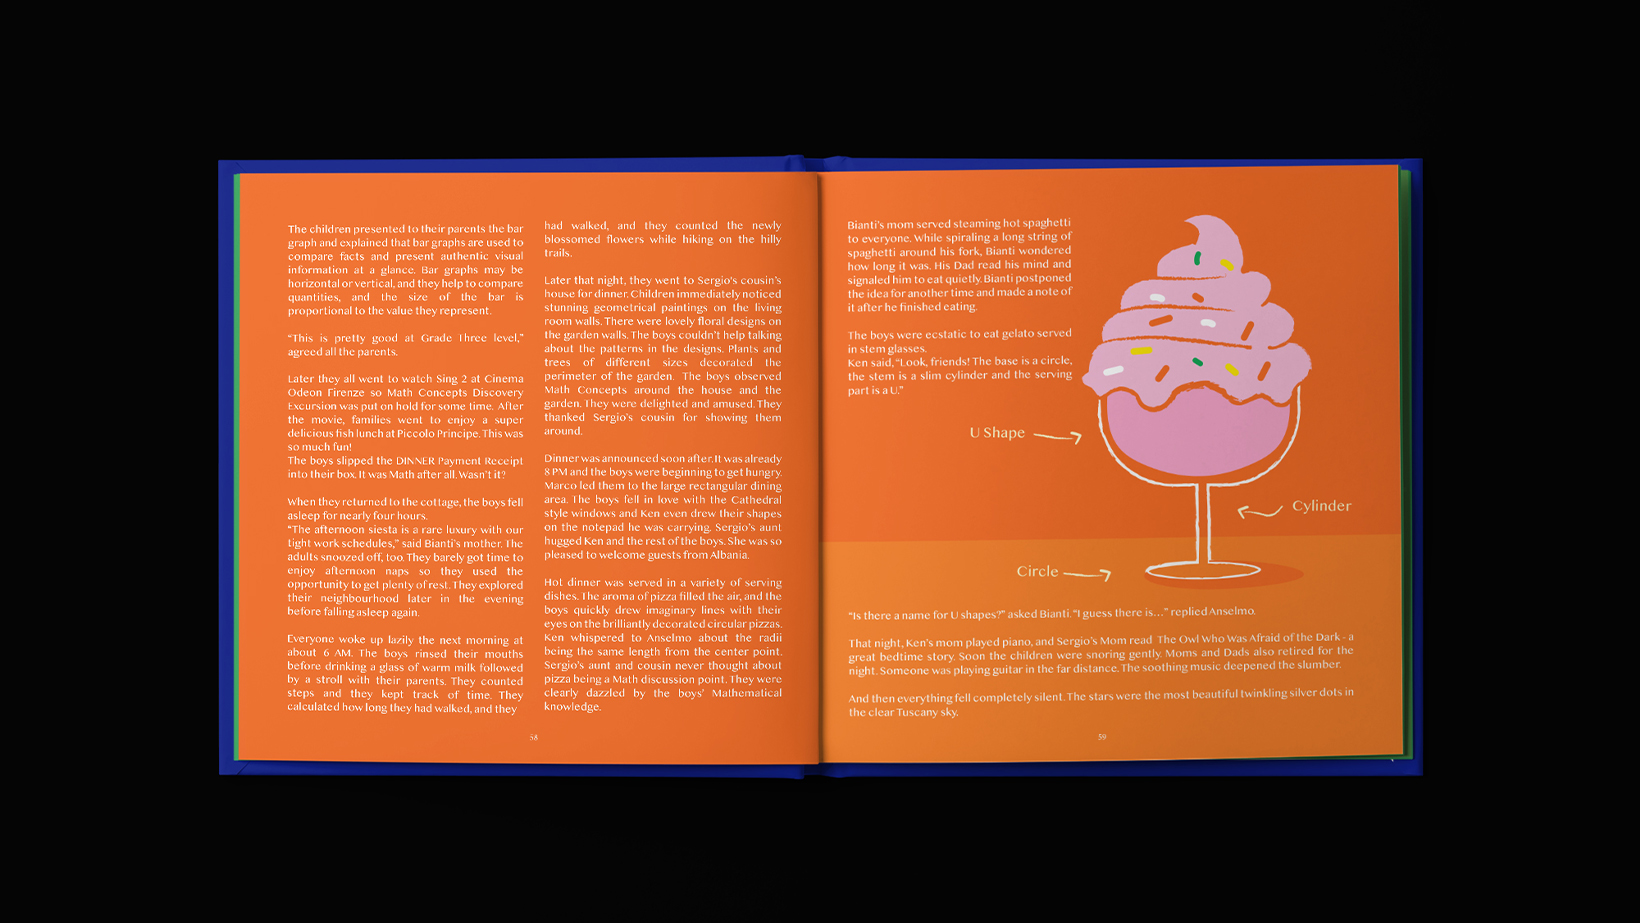 The children presented to their parents the bar
graph and explained that bar graphs are used to
compare facts and present authentic visual
information at a glance. Bar graphs may be
horizontal or vertical, and they help to compare
quantities, and the size of the bar is
proportional to the value they represent.
“This is pretty good at Grade Three level,”
agreed all the parents.
Later they all went to watch Sing 2 at Cinema
Odeon Firenze so Math Concepts Discovery
Excursion was put on hold for some time. After
the movie, families went to enjoy a super
delicious fish lunch at Piccolo Principe. This was
so much fun!
The boys slipped the DINNER Payment Receipt
into their box. It was Math after all. Wasn't it?
When they returned to the cottage, the boys fell
asleep for nearly four hours.
“The afternoon siesta is a rare luxury with our
tight work schedules,” said Bianti's mother. The
adults snoozed off, too. They barely got time to
enjoy afternoon naps so they used the
opportunity to get plenty of rest. They explored
their neighbourhood later in the evening
before falling asleep again.
Everyone woke up lazily the next morning at
about 6 AM. The boys rinsed their mouths
before drinking a glass of warm milk followed
by a stroll with their parents. They counted
steps and they kept track of time. They
calculated how long they had walked, and they
had walked, and they counted the newly
blossomed flowers while hiking on the hilly
trails.
Later that night, they went to Sergio's cousin's
house for dinner. Children immediately noticed
stunning geometrical paintings on the living
room walls. There were lovely floral designs on
the garden walls. The boys couldn't help talking
about the patterns in the designs. Plants and
trees of different sizes decorated the
perimeter of the garden. The boys observed
Math Concepts around the house and the
garden. They were delighted and amused. They
thanked Sergio's cousin for showing them
around.
Dinner was announced soon after. It was already
8 PM and the boys were beginning to get hungry.
Marco led them to the large rectangular dining
area. The boys fell in love with the Cathedral
style windows and Ken even drew their shapes
on the notepad he was carrying. Sergio's aunt
hugged Ken and the rest of the boys. She was so
pleased to welcome guests from Albania.
Hot dinner was served in a variety of serving
dishes. The aroma of pizza filled the air, and the
boys quickly drew imaginary lines with their
eyes on the brilliantly decorated circular pizzas.
Ken whispered to Anselmo about the radii
being the same length from the center point.
Sergio's aunt and cousin never thought about
pizza being a Math discussion point. They were
clearly dazzled by the boys' Mathematical
knowledge.
58
Bianti's mom served steaming hot spaghetti
to everyone. While spiraling a long string of
spaghetti around his fork, Bianti wondered
how long it was. His Dad read his mind and
signaled him to eat quietly. Bianti postponed
the idea for another time and made a note of
it after he finished eating.
The boys were ecstatic to eat gelato served
in stem glasses.
Ken said, “Look, friends! The base is a circle,
the stem is a slim cylinder and the serving
part is a U.”
U Shape
Cylinder
Circle
“Is there a name for U shapes?” asked Bianti. “I guess there is...” replied Anselmo.
That night, Ken's mom played piano, and Sergio's Mom read The Owl Who Was Afraid of the Dark - a
great bedtime story. Soon the children were snoring gently. Moms and Dads also retired for the
night. Someone was playing guitar in the far distance. The soothing music deepened the slumber.
And then everything fell completely silent. The stars were the most beautiful twinkling silver dots in
the clear Tuscany sky.
59